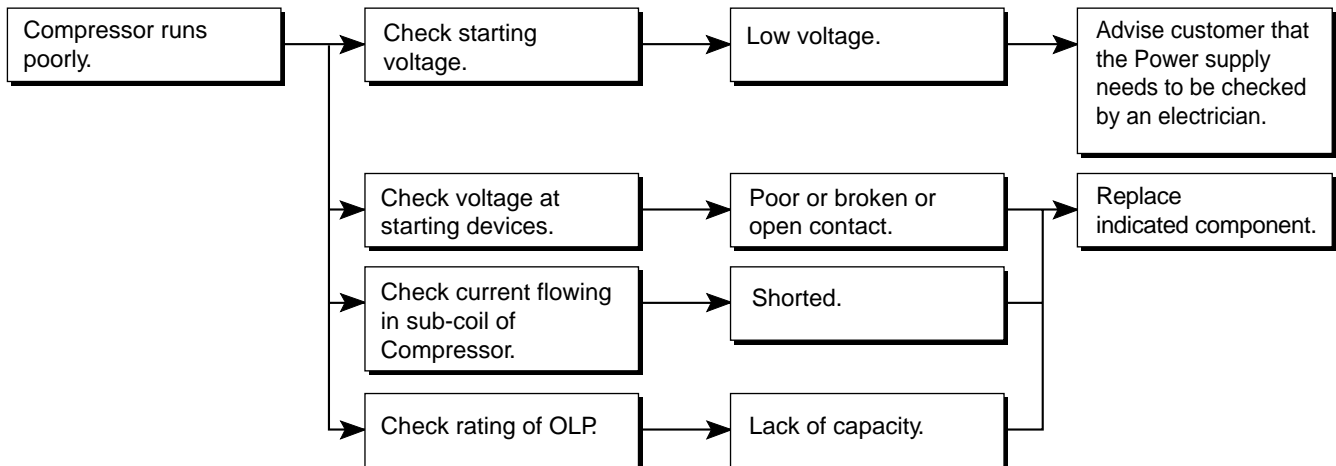 Compressor runs
poorly.
Check starting
voltage.
Low voltage.
Advise customer that
the Power supply
needs to be checked
by an electrician.
Check voltage at
starting devices.
Poor or broken or
open contact.
Replace
indicated component.
Check current flowing
in sub-coil of
Compressor.
Shorted.
Check rating of OLP.
Lack of capacity.